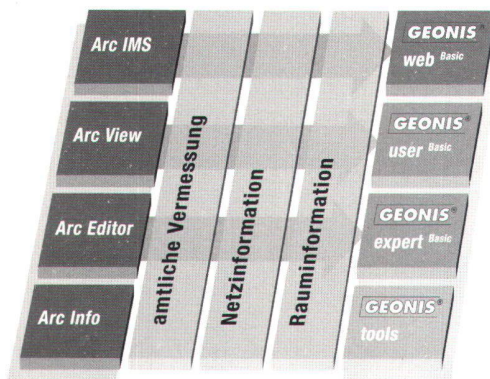 Arc IMS
Arc View
Arc Editor
Arc Info
amtliche Vermessung
Netzinformation
Rauminformation
GEONIS®
web Basic
GEONIS®
user Basic
GEONIS®
expert Basic
GEONIS®
tools